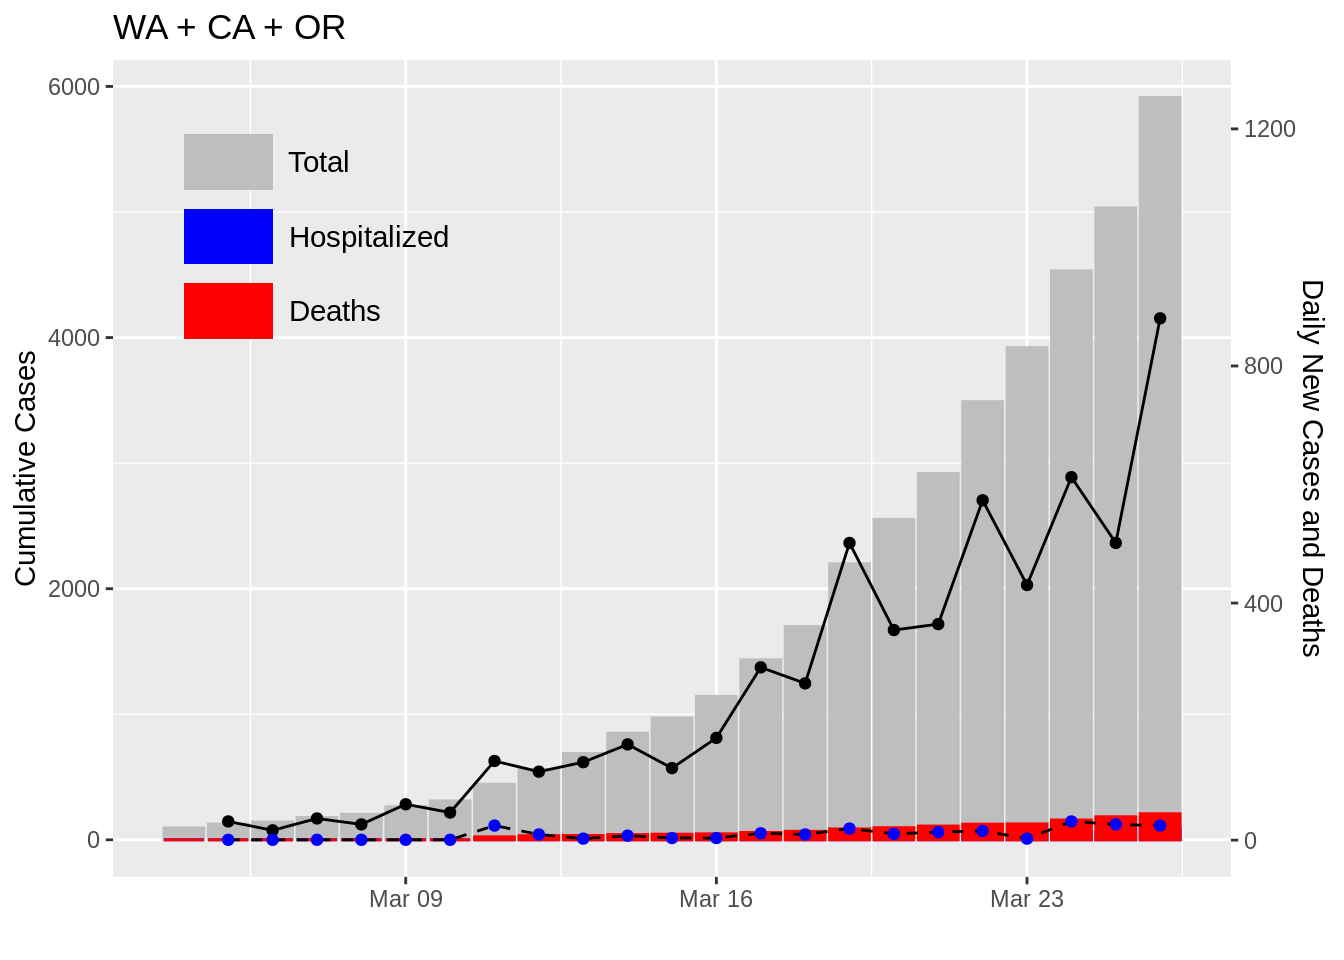 WA + CA + OR
6000
4000
2000
0
Cumulative Cases
Total
Hospitalized
Deaths
1200
800
400
0
Daily New Cases and Deaths
Mar 09
Mar 16
Mar 23